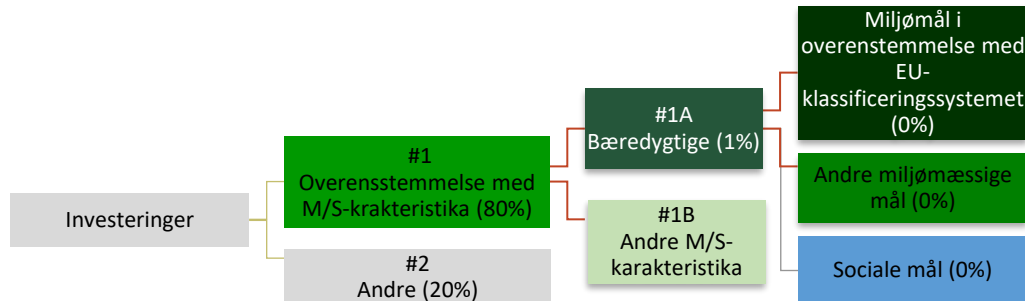 Investeringer
#1
Overensstemmelse med
M/S-krakteristika (80%)
#2
Andre (20%)
#1A
Bæredygtige (1%)
#1B
Andre M/S-
karakteristika
Miljømål i
overenstemmelse med
EU-
klassificeringssystemet
(0%)
Andre miljømæssige
mål (0%)
Sociale mål (0%)